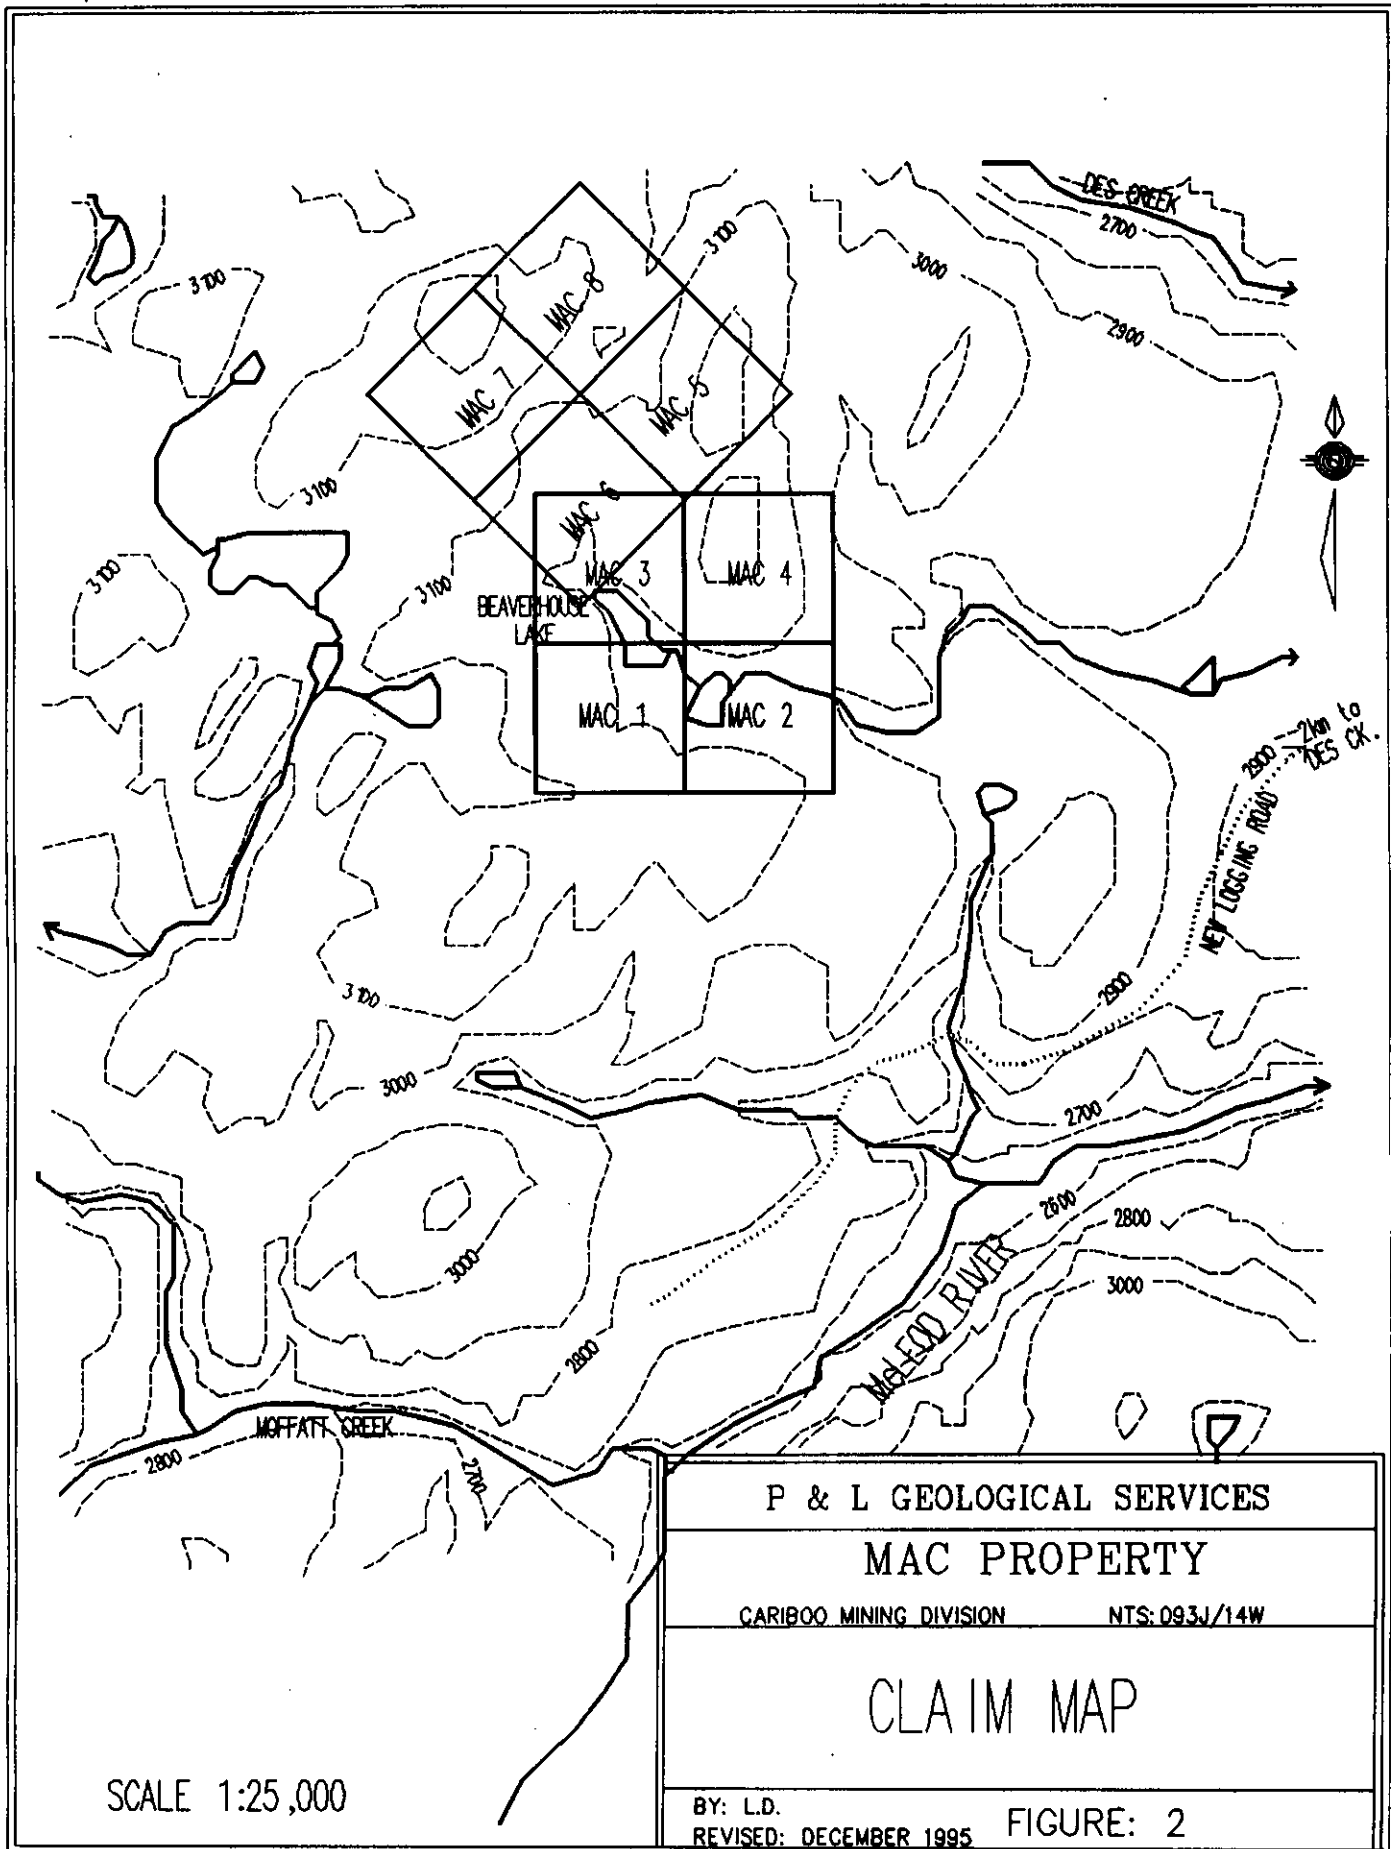 DES CREEK
2700
3100
3100
3000
2900
MAC 8
MAC 7
MAC 5
3100
MAC 6
3100
3100
MAC 3
MAC 4
BEAVERHOUSE
LAKE
MAC 1
MAC 2
2km to
DES CK.
2900
NEW LOGGING ROAD
3100
2900
3000
2700
2600
2800
3000
3000
McLEOD RIVER
2800
MOFFATT CREEK
2800
2700
P & L GEOLOGICAL SERVICES
MAC PROPERTY
CARIBOO MINING DIVISION NTS: 093J/14W
CLAIM MAP
SCALE 1:25,000
BY: L.D.
REVISED: DECEMBER 1995
FIGURE: 2